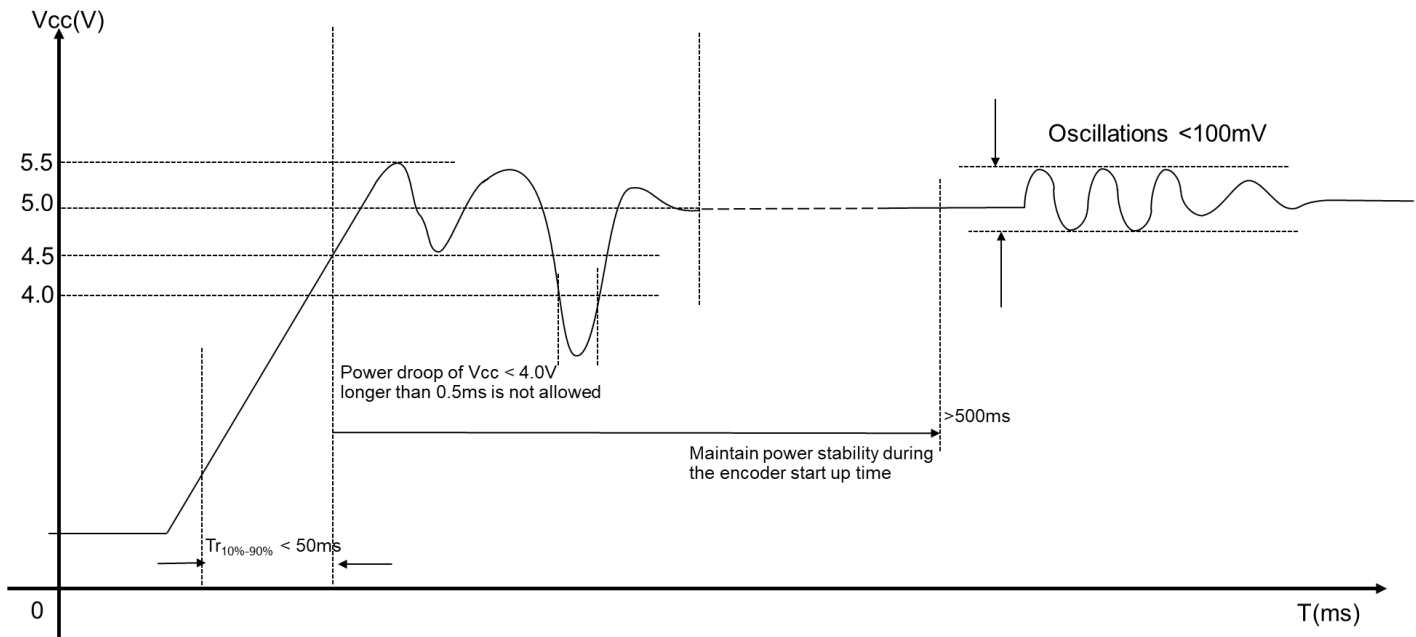 Vcc(V)
Oscillations <100mV
5.5
5.0
4.5
4.0
Power droop of Vcc < 4.0V
longer than 0.5ms is not allowed
>500ms
Maintain power stability during
the encoder start up time
Tr10%-90% < 50ms
0
T(ms)